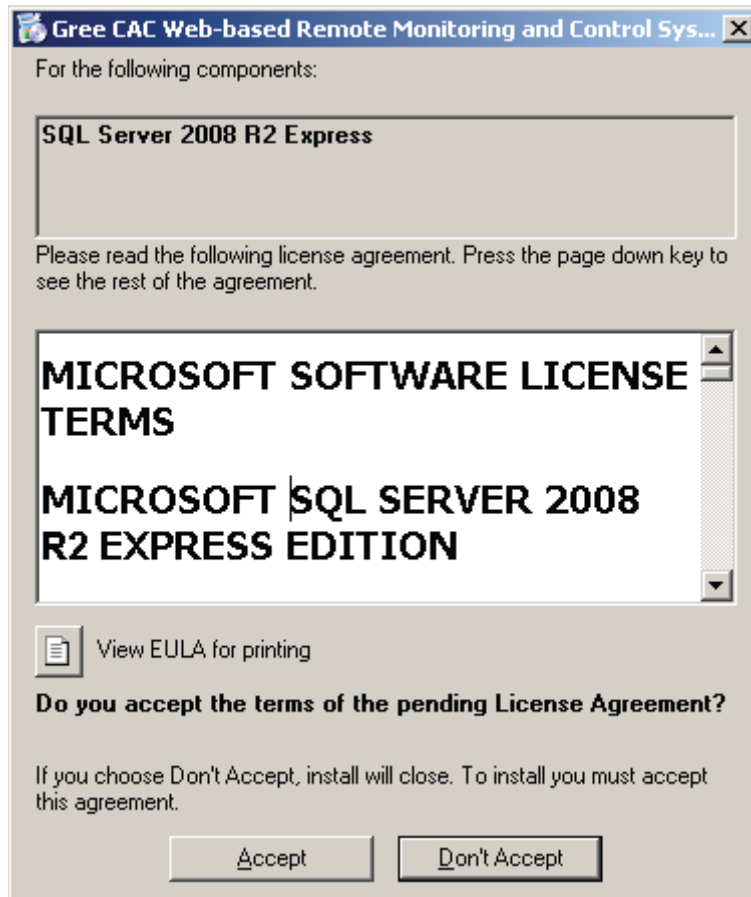 Gree CAC Web-based Remote Monitoring and Control Sys...
For the following components:
SQL Server 2008 R2 Express
Please read the following license agreement. Press the page down key to
see the rest of the agreement.
MICROSOFT SOFTWARE LICENSE
TERMS
MICROSOFT SQL SERVER 2008
R2 EXPRESS EDITION
View EULA for printing
Do you accept the terms of the pending License Agreement?
If you choose Don't Accept, install will close. To install you must accept
this agreement.
Accept Don't Accept